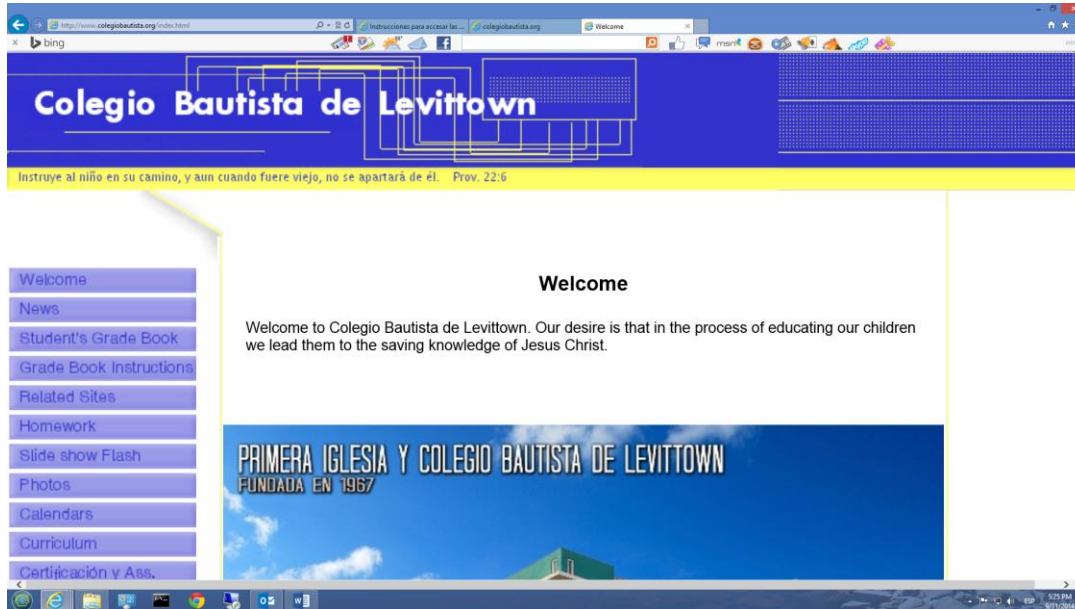 http://www.colegiobautista.org/index.html
Instrucciones para accesar las ...
colegiobautista.org
Welcome
bing
msn
Colegio Bautista de Levittown
Instruye al niño en su camino, y aun cuando fuere viejo, no se apartará de él. Prov. 22:6
Welcome
News
Student's Grade Book
Grade Book Instructions
Related Sites
Homework
Slide show Flash
Photos
Calendars
Curriculum
Certificación y Ass.
Welcome
Welcome to Colegio Bautista de Levittown. Our desire is that in the process of educating our children
we lead them to the saving knowledge of Jesus Christ.
PRIMERA IGLESIA Y COLEGIO BAUTISTA DE LEVITTOWN
FUNDADA EN 1967
ESP
5:25 PM
9/11/2014